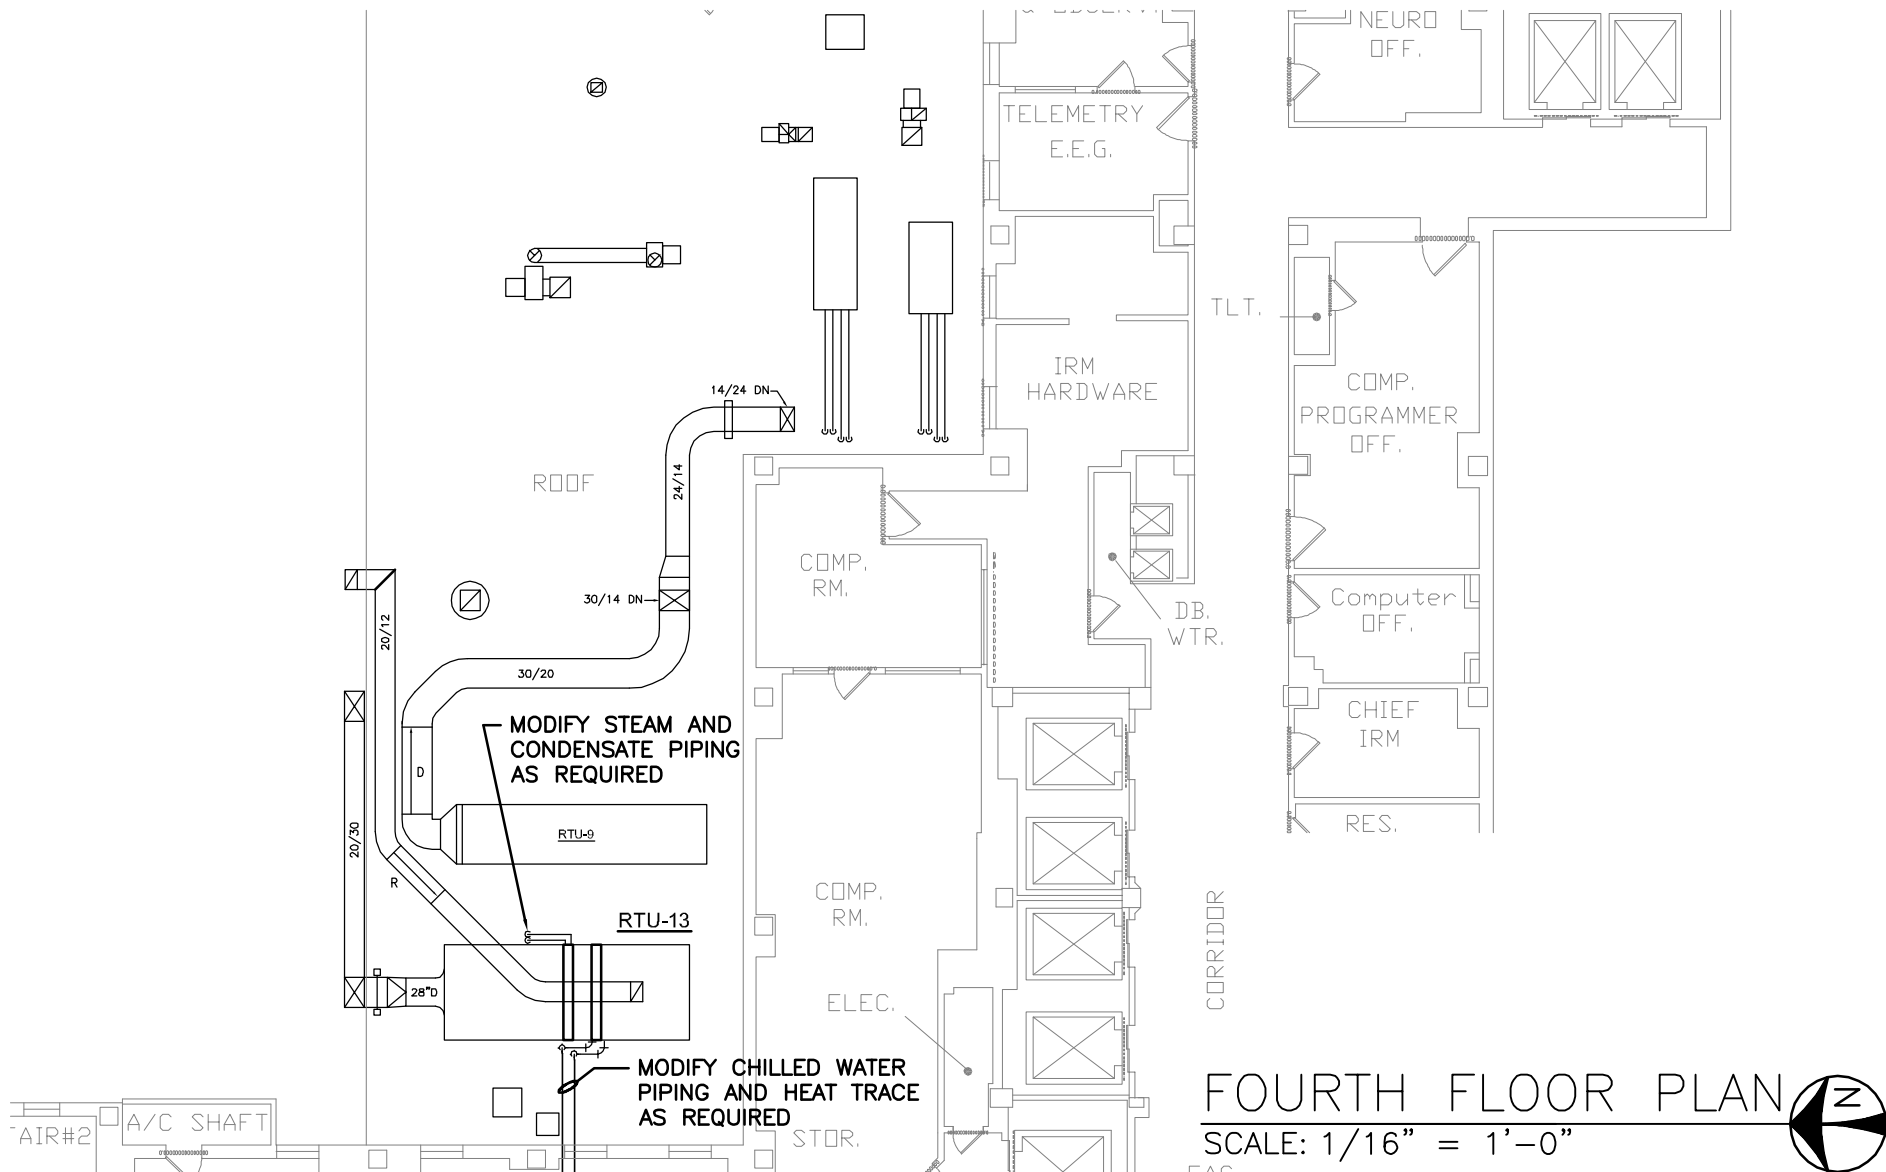 & OBSERV.
NEURO
OFF.
TELEMETRY
E.E.G.
TLT.
IRM
HARDWARE
COMP.
PROGRAMMER
OFF.
14/24 DN
24/14
ROOF
COMP.
RM.
30/14 DN
20/12
DB.
WTR.
Computer
OFF.
30/20
MODIFY STEAM AND
CONDENSATE PIPING
AS REQUIRED
CHIEF
IRM
D
20/30
RTU-9
R
RES.
COMP.
RM.
RTU-13
CORRIDOR
28"D
ELEC.
MODIFY CHILLED WATER
PIPING AND HEAT TRACE
AS REQUIRED
A/C SHAFT
TAIR#2
STOR.
FOURTH FLOOR PLAN
N
SCALE: 1/16" = 1'-0"